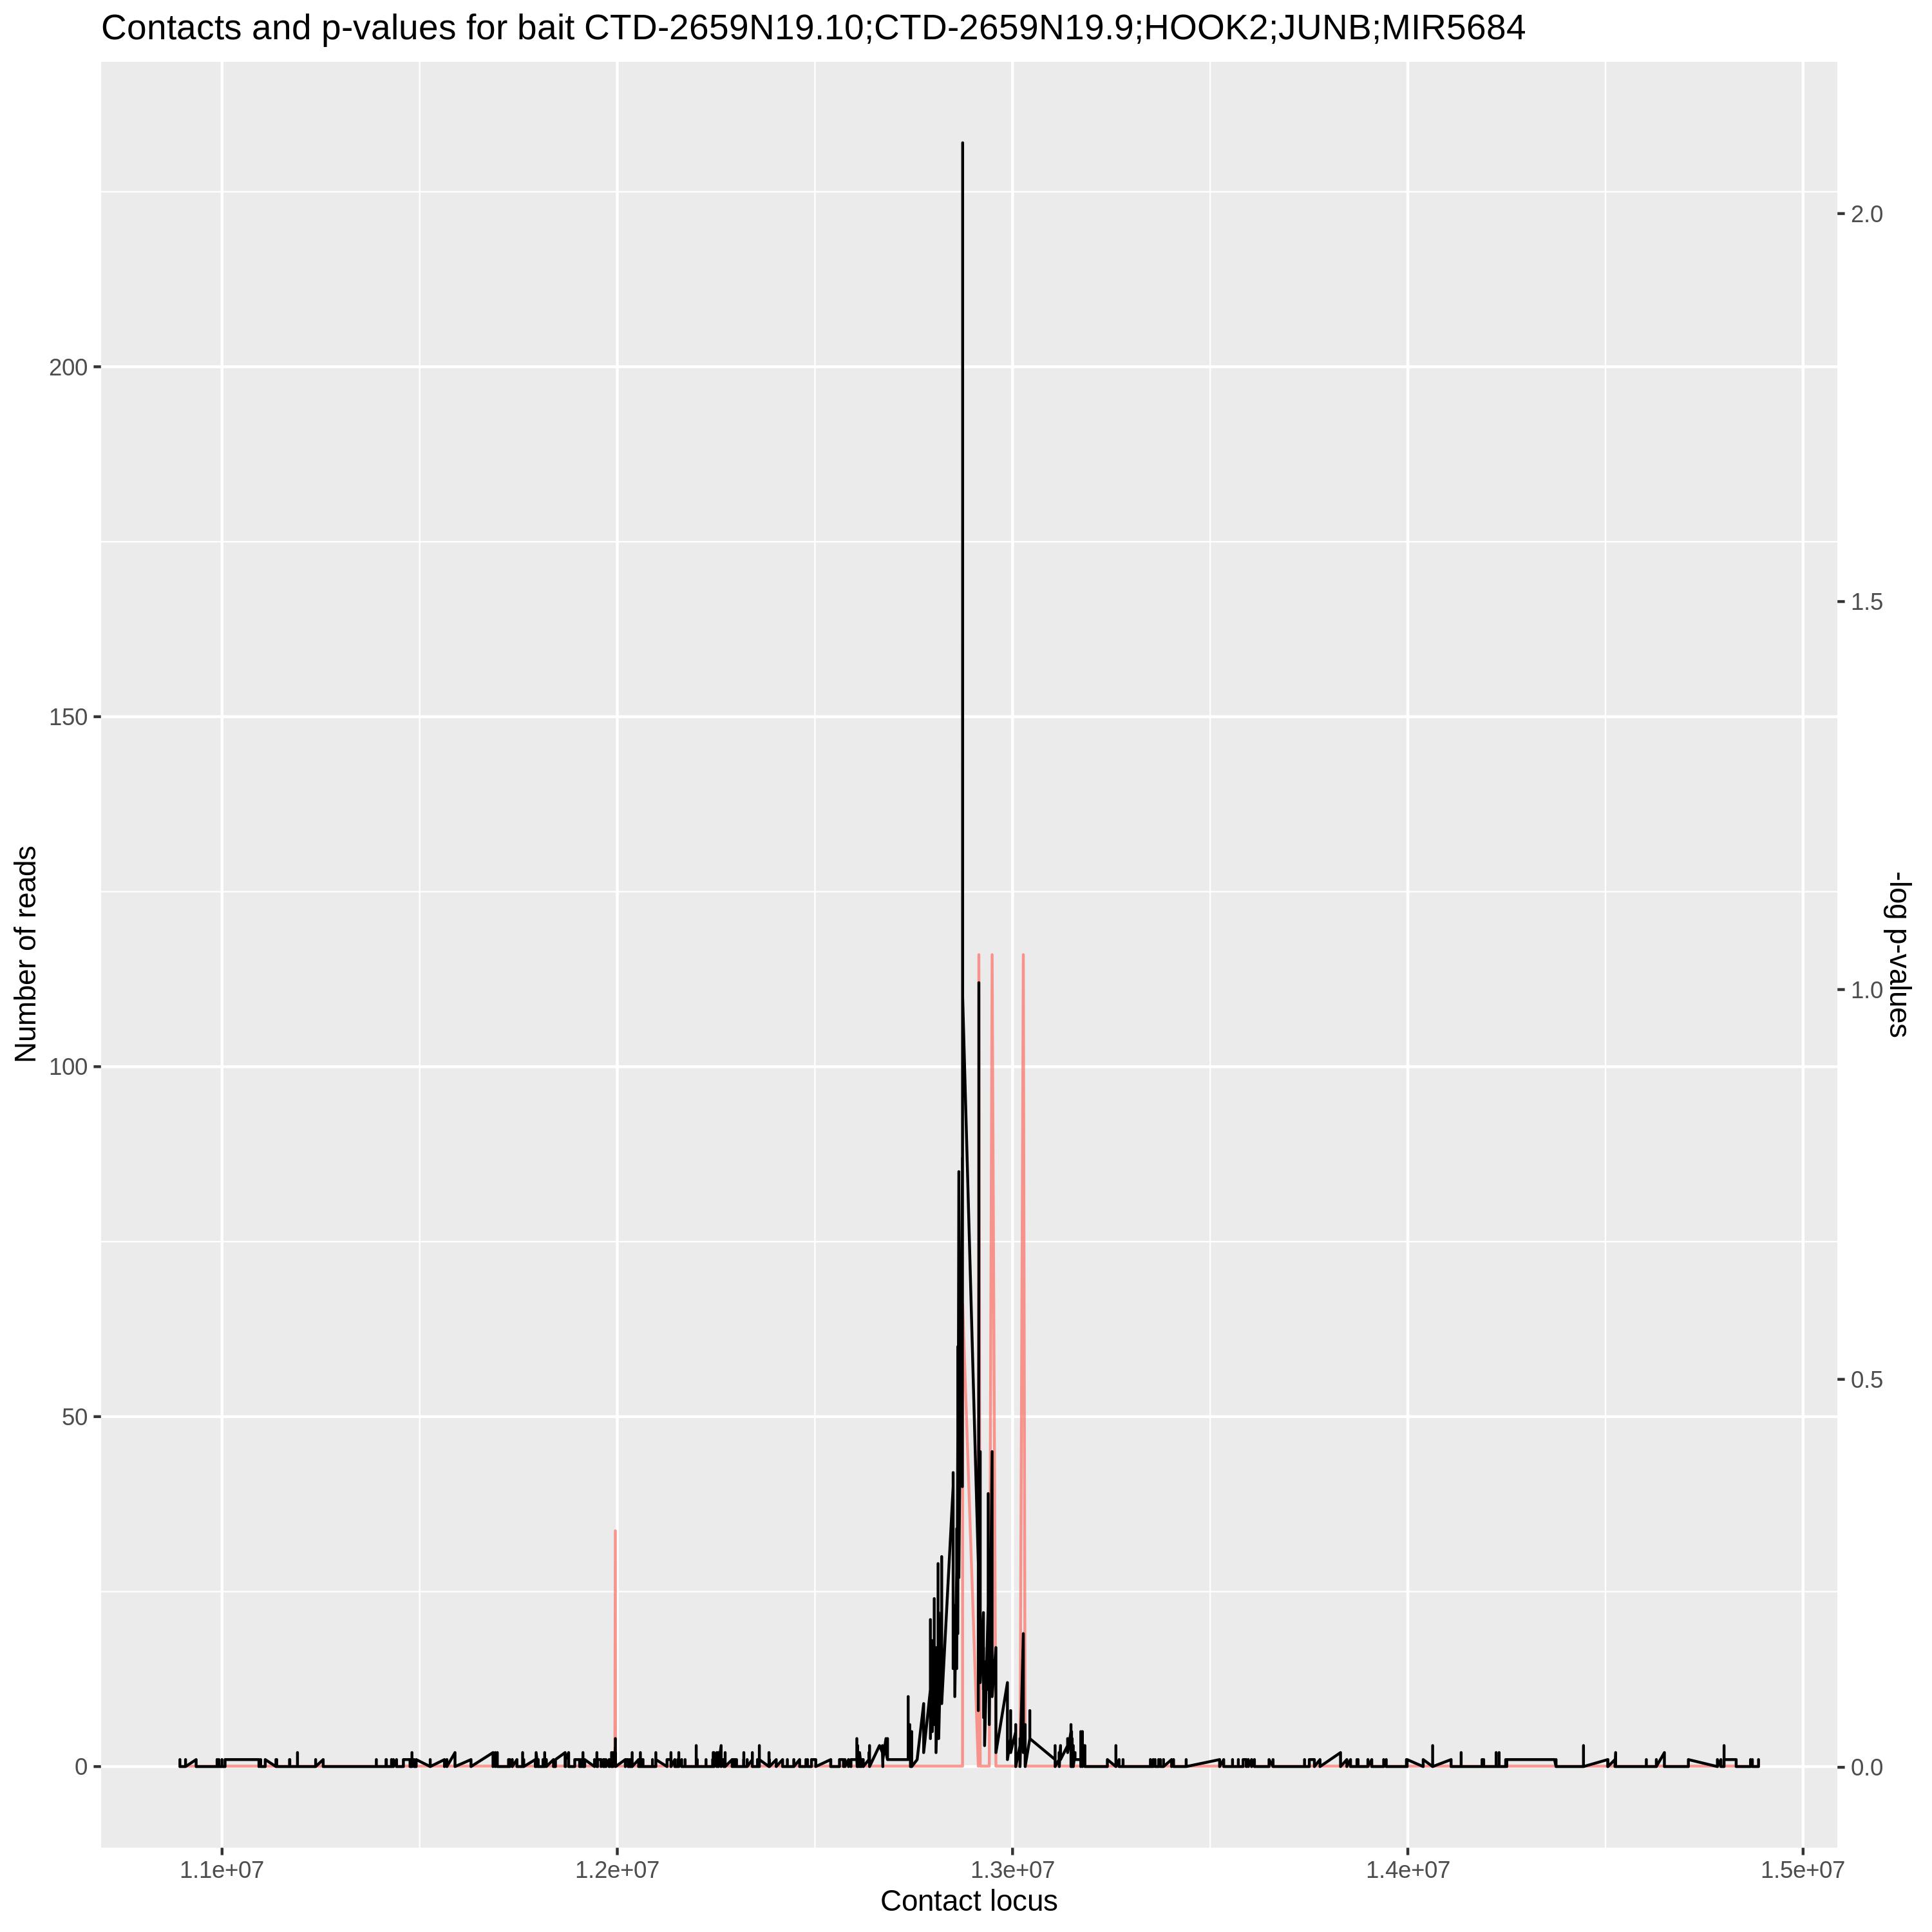 Contacts and p-values for bait CTD-2659N19.10;CTD-2659N19.9;HOOK2;JUNB;MIR5684
2.0
200
1.5
150
Number of reads
-log p-values
1.0
100
0.5
50
0
0.0
1.1e+07
1.2e+07
1.3e+07
1.4e+07
1.5e+07
Contact locus